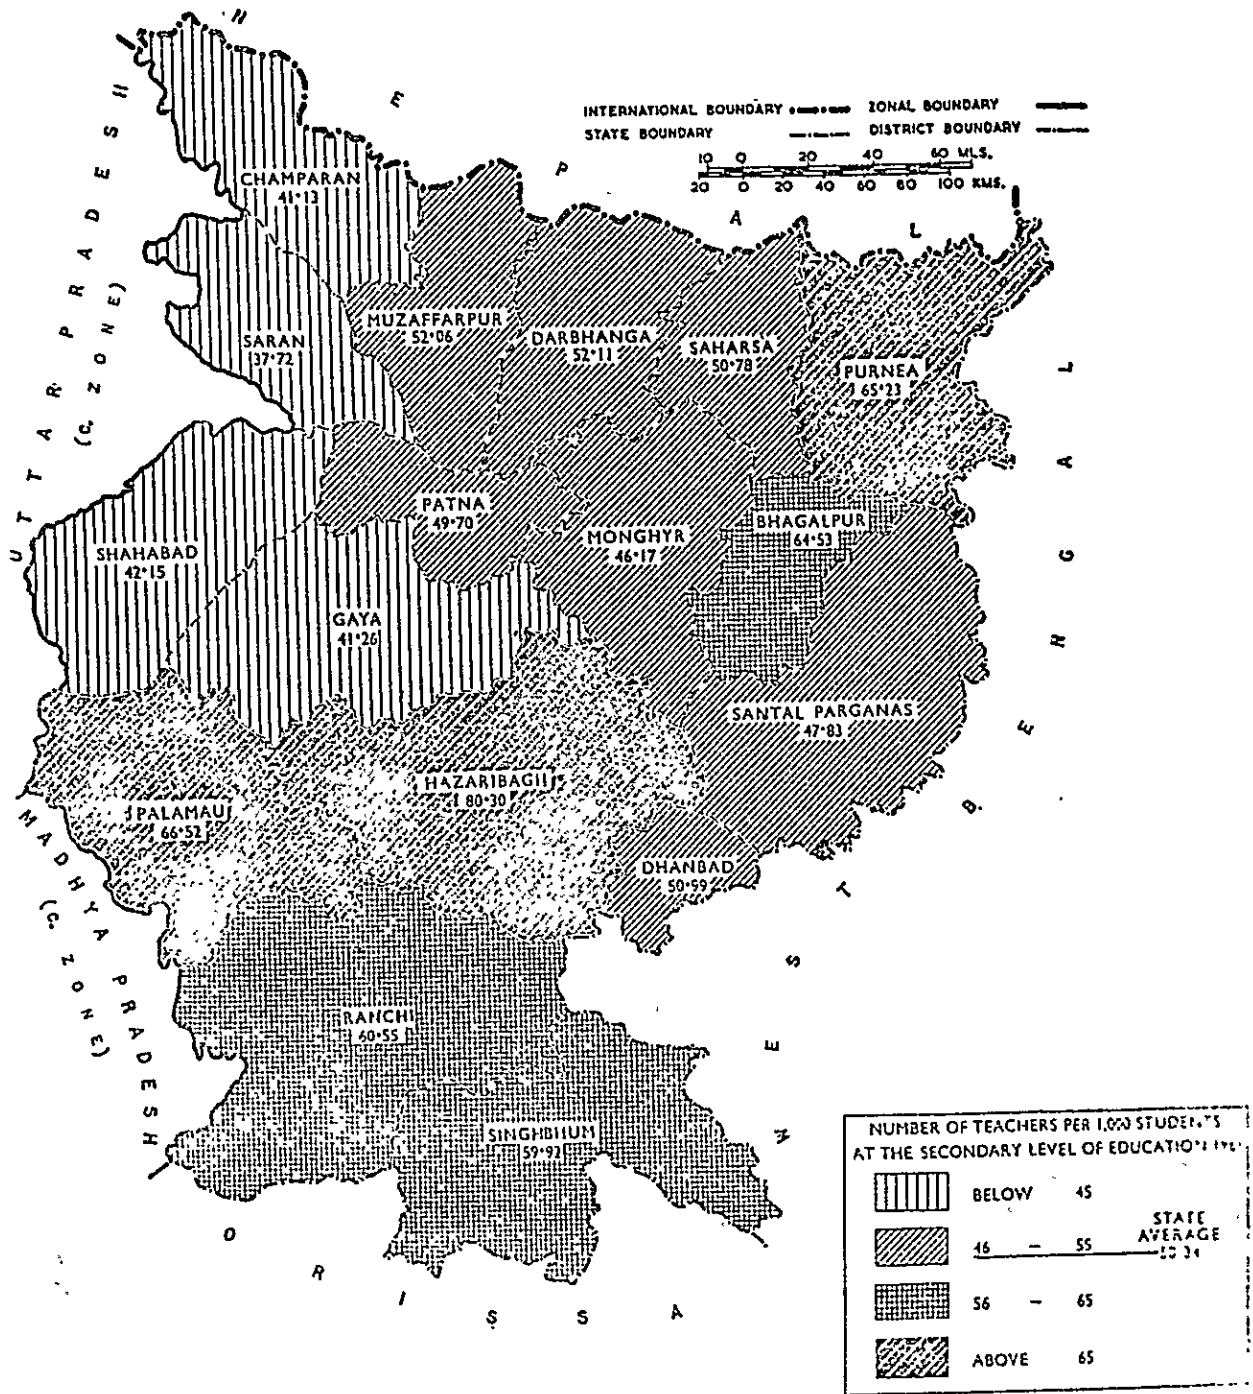 NEPAL
INTERNATIONAL BOUNDARY
ZONAL BOUNDARY
STATE BOUNDARY
DISTRICT BOUNDARY
10 0 20 40 60 MLS.
20 0 20 40 60 80 100 KMS.
UTTAR PRADESH
(C. ZONE)
CHAMPARAN
41·13
SARAN
37·72
MUZAFFARPUR
52·06
DARBHANGA
52·11
SAHARSA
50·78
PURNEA
65·23
SHAHABAD
42·15
PATNA
49·70
MONGHYR
46·17
BHAGALPUR
64·53
GAYA
41·26
SANTAL PARGANAS
47·83
PALAMAU
66·52
HAZARIBAGH
80·30
DHANBAD
50·59
WEST BENGAL
MADHYA PRADESH
(C. ZONE)
RANCHI
60·55
SINGHBHUM
59·92
ORISSA
NUMBER OF TEACHERS PER 1,000 STUDENTS
AT THE SECONDARY LEVEL OF EDUCATION
BELOW 45
46 – 55
STATE
AVERAGE
56 – 65
ABOVE 65